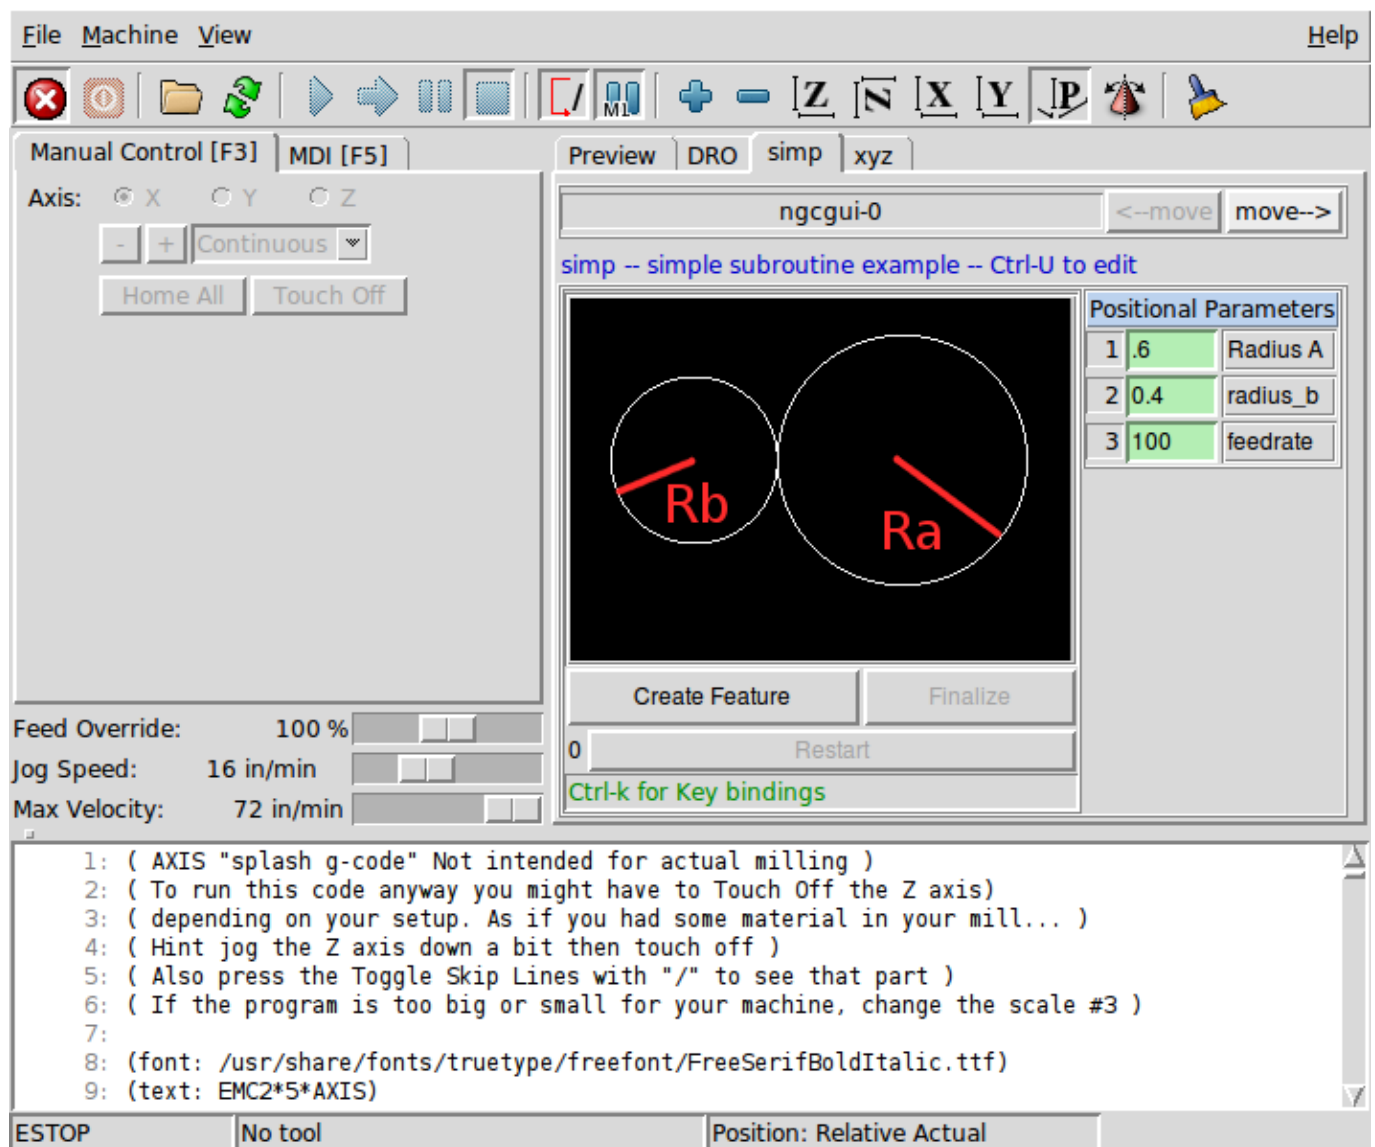 File Machine View Help
M1 Z N X Y P
Manual Control [F3] MDI [F5]
Preview DRO simp xyz
Axis: X Y Z
- + Continuous
Home All Touch Off
ngcgui-0 <--move move-->
simp -- simple subroutine example -- Ctrl-U to edit
Positional Parameters
1 .6 Radius A
2 0.4 radius_b
3 100 feedrate
Rb
Ra
Create Feature Finalize
0 Restart
Ctrl-k for Key bindings
Feed Override: 100 %
Jog Speed: 16 in/min
Max Velocity: 72 in/min
1: ( AXIS "splash g-code" Not intended for actual milling )
2: ( To run this code anyway you might have to Touch Off the Z axis)
3: ( depending on your setup. As if you had some material in your mill... )
4: ( Hint jog the Z axis down a bit then touch off )
5: ( Also press the Toggle Skip Lines with "/" to see that part )
6: ( If the program is too big or small for your machine, change the scale #3 )
7:
8: (font: /usr/share/fonts/truetype/freefont/FreeSerifBoldItalic.ttf)
9: (text: EMC2*5*AXIS)
ESTOP No tool Position: Relative Actual